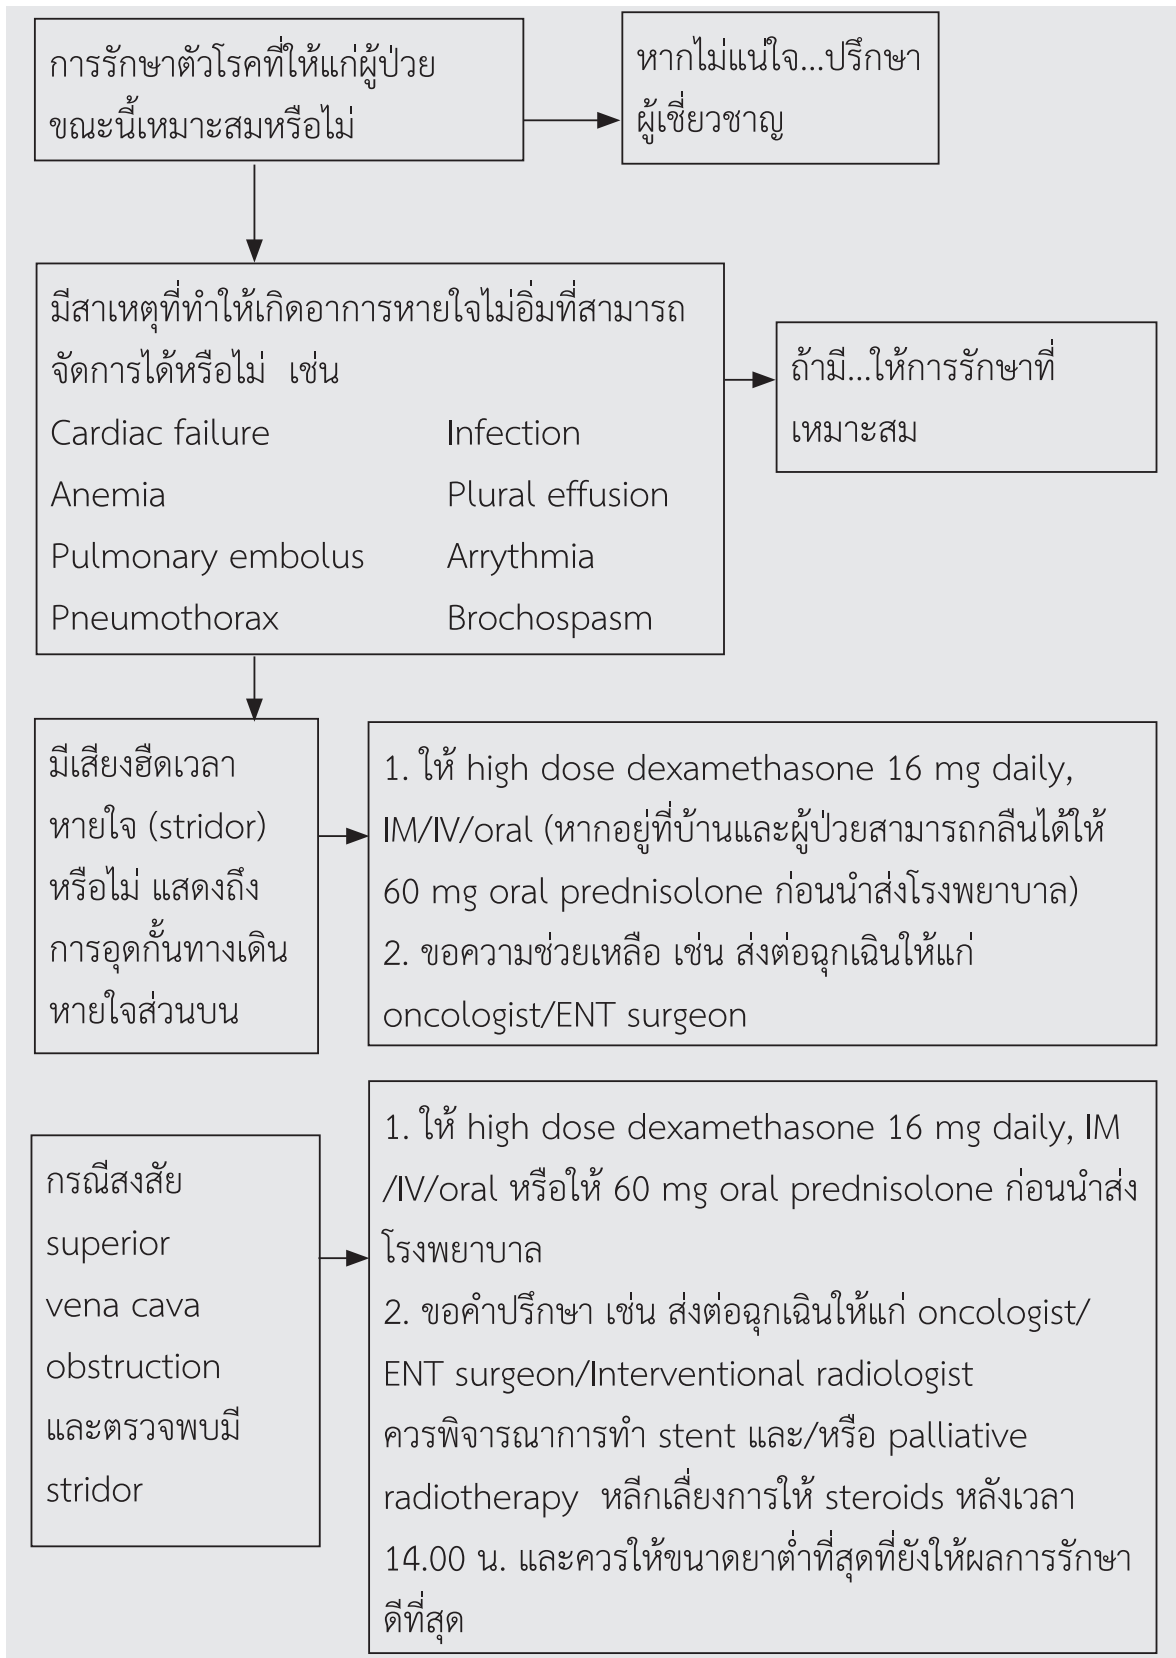 การรักษาตัวโรคที่ให้แก่ผู้ป่วย
ขณะนี้เหมาะสมหรือไม่
หากไม่แน่ใจ...ปรึกษา
ผู้เชี่ยวชาญ
มีสาเหตุที่ทำให้เกิดอาการหายใจไม่อิ่มที่สามารถ
จัดการได้หรือไม่ เช่น
Cardiac failure Infection
Anemia Plural effusion
Pulmonary embolus Arrythmia
Pneumothorax Brochospasm
ถ้ามี...ให้การรักษาที่
เหมาะสม
มีเสียงฮืดเวลา
หายใจ (stridor)
หรือไม่ แสดงถึง
การอุดกั้นทางเดิน
หายใจส่วนบน
1. ให้ high dose dexamethasone 16 mg daily,
IM/IV/oral (หากอยู่ที่บ้านและผู้ป่วยสามารถกลืนได้ให้
60 mg oral prednisolone ก่อนนำส่งโรงพยาบาล)
2. ขอความช่วยเหลือ เช่น ส่งต่อฉุกเฉินให้แก่
oncologist/ENT surgeon
กรณีสงสัย
superior
vena cava
obstruction
และตรวจพบมี
stridor
1. ให้ high dose dexamethasone 16 mg daily, IM
/IV/oral หรือให้ 60 mg oral prednisolone ก่อนนำส่ง
โรงพยาบาล
2. ขอคำปรึกษา เช่น ส่งต่อฉุกเฉินให้แก่ oncologist/
ENT surgeon/Interventional radiologist
ควรพิจารณาการทำ stent และ/หรือ palliative
radiotherapy หลีกเลี่ยงการให้ steroids หลังเวลา
14.00 น. และควรให้ขนาดยาต่ำที่สุดที่ยังให้ผลการรักษา
ดีที่สุด